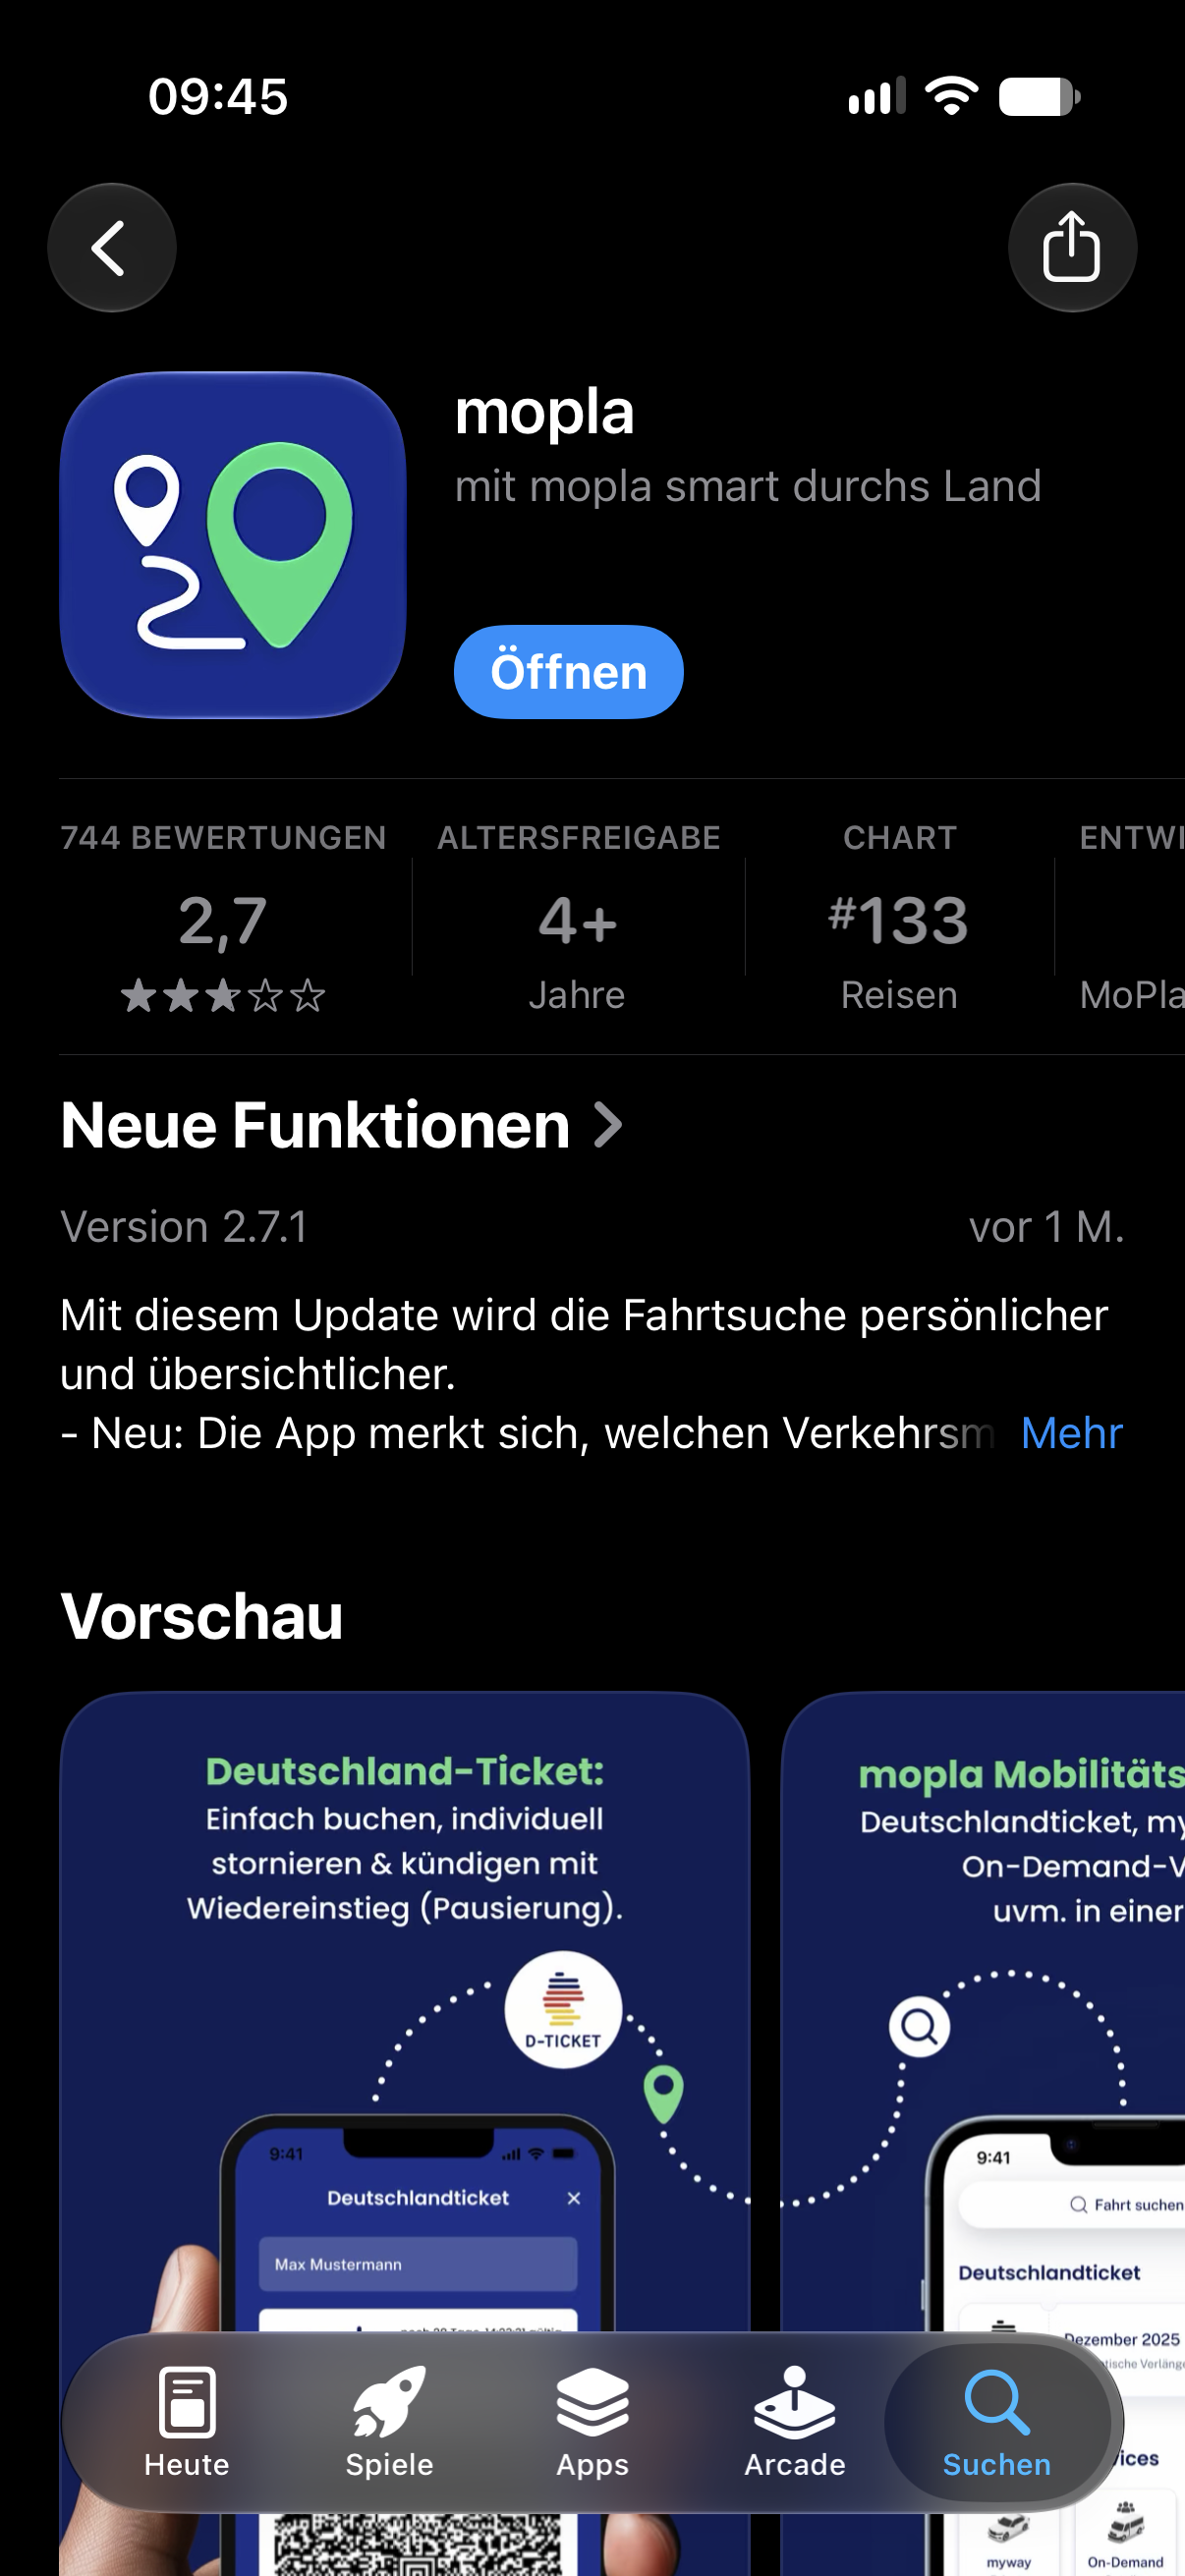 09:45
mopla
mit mopla smart durchs Land
Öffnen
744 BEWERTUNGEN
2,7
ALTERSFREIGABE
4+
Jahre
CHART
#133
Reisen
ENTWI
MoPla
Neue Funktionen
Version 2.7.1
vor 1 M.
Mit diesem Update wird die Fahrtsuche persönlicher
und übersichtlicher.
- Neu: Die App merkt sich, welchen Verkehrsm
Mehr
Vorschau
Deutschland-Ticket:
Einfach buchen, individuell
stornieren & kündigen mit
Wiedereinstieg (Pausierung).
D-TICKET
9:41
Deutschlandticket
Max Mustermann
mopla Mobilitäts
Deutschlandticket, my
On-Demand-V
uvm. in einer
9:41
Fahrt suchen
Deutschlandticket
Dezember 2025
tische Verläng
ices
myway
On-Demand
Heute
Spiele
Apps
Arcade
Suchen